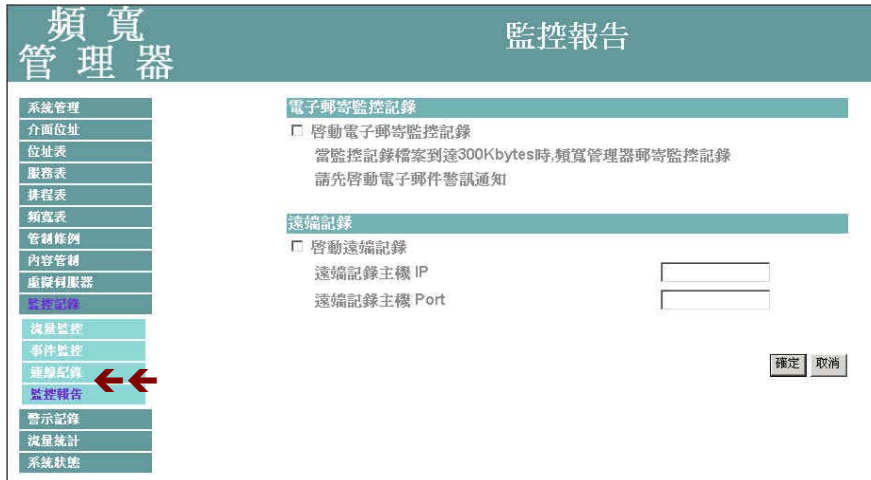 頻寬
管理器
監控報告
系統管理
介面位址
位址表
服務表
排程表
頻寬表
管制條例
內容管制
虛擬伺服器
監控記錄
流量監控
事件監控
連線記錄
監控報告
警示記錄
流量統計
系統狀態
電子郵寄監控記錄
啓動電子郵寄監控記錄
當監控記錄檔案到達300Kbytes時,頻寬管理器郵寄監控記錄
請先啓動電子郵件警訊通知
遠端記錄
啓動遠端記錄
遠端記錄主機 IP
遠端記錄主機 Port
確定 取消